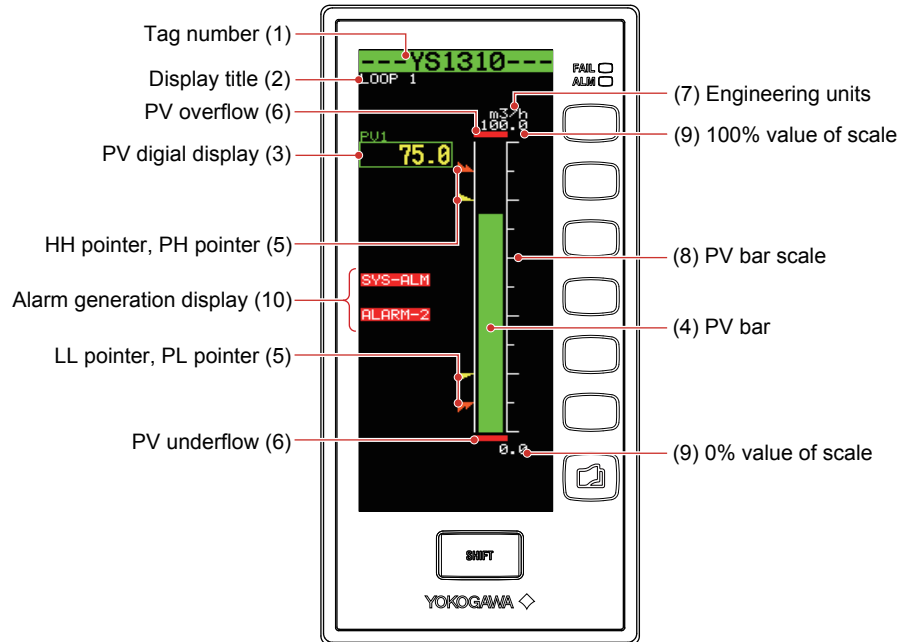 Tag number (1)
---YS1310---
FAIL
ALM
Display title (2)
LOOP 1
PV overflow (6)
m3/h
(7) Engineering units
100.0
(9) 100% value of scale
PV1
PV digial display (3)
75.0
HH pointer, PH pointer (5)
(8) PV bar scale
SYS-ALM
Alarm generation display (10)
ALARM-2
(4) PV bar
LL pointer, PL pointer (5)
PV underflow (6)
0.0
(9) 0% value of scale
SHIFT
YOKOGAWA